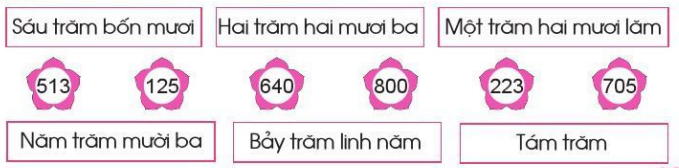 Sáu trăm bốn mươi Hai trăm hai mươi ba Một trăm hai mươi lăm
513 125 640 800 223 705
Năm trăm mười ba Bảy trăm linh năm Tám trăm